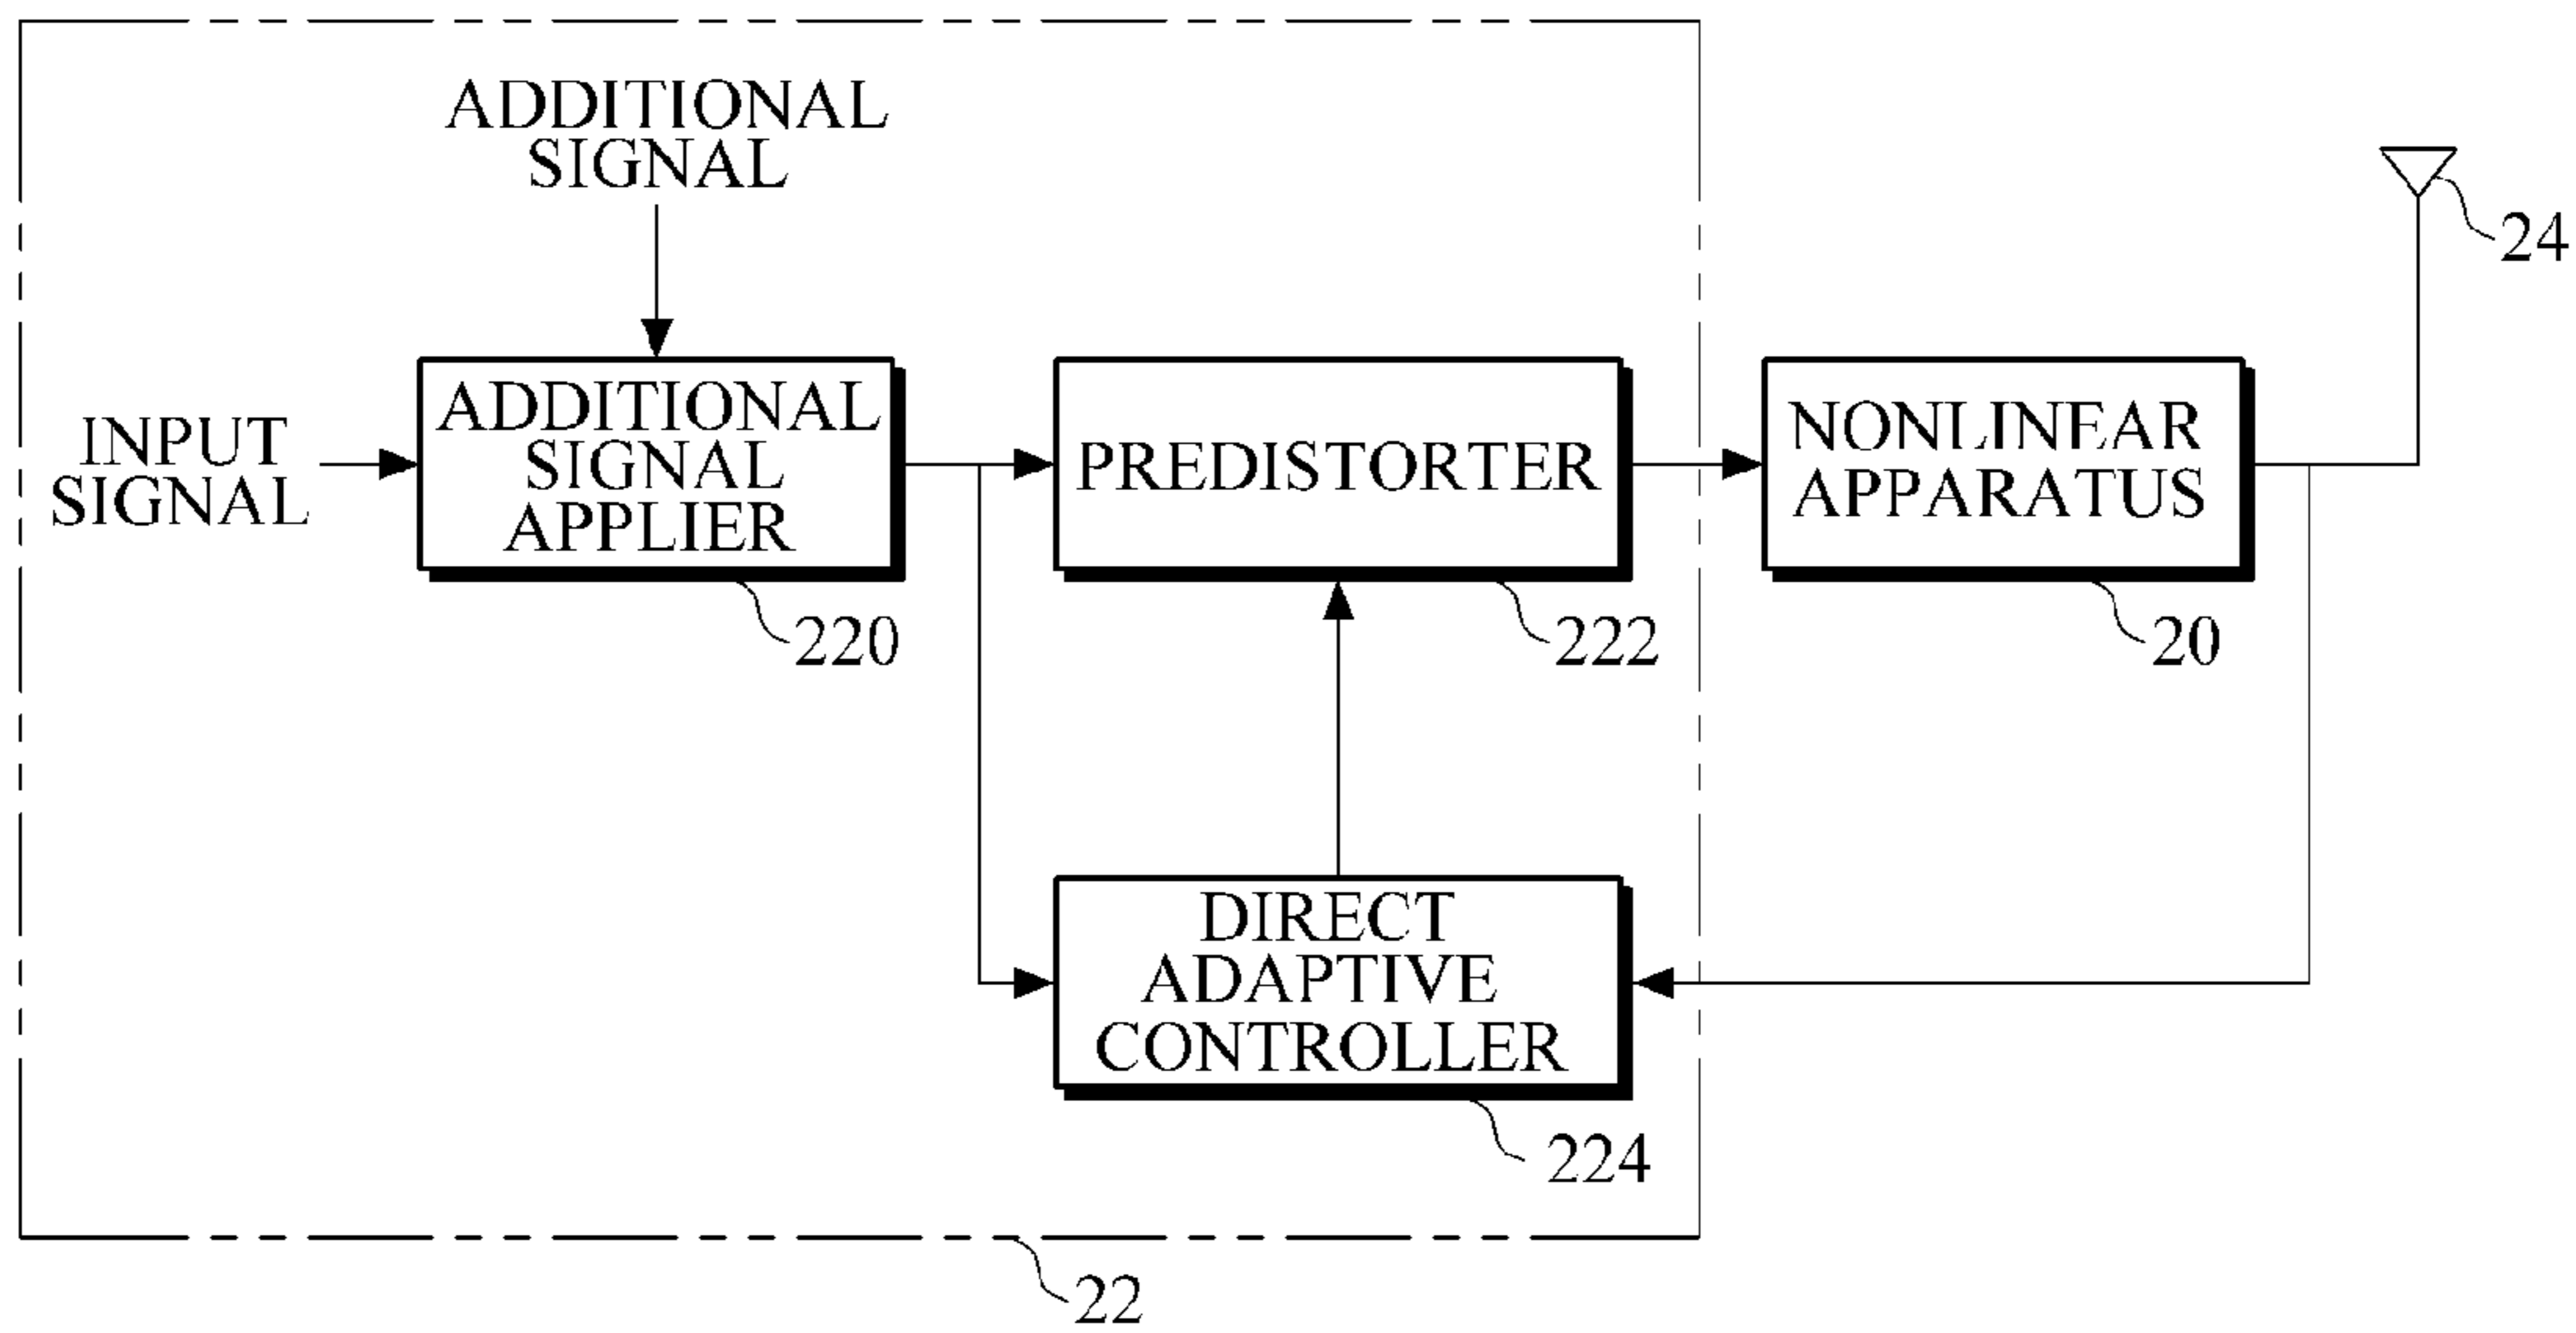 ADDITIONAL
SIGNAL
24
INPUT
SIGNAL
ADDITIONAL
SIGNAL
APPLIER
220
PREDISTORTER
222
NONLINEAR
APPARATUS
20
DIRECT
ADAPTIVE
CONTROLLER
224
22